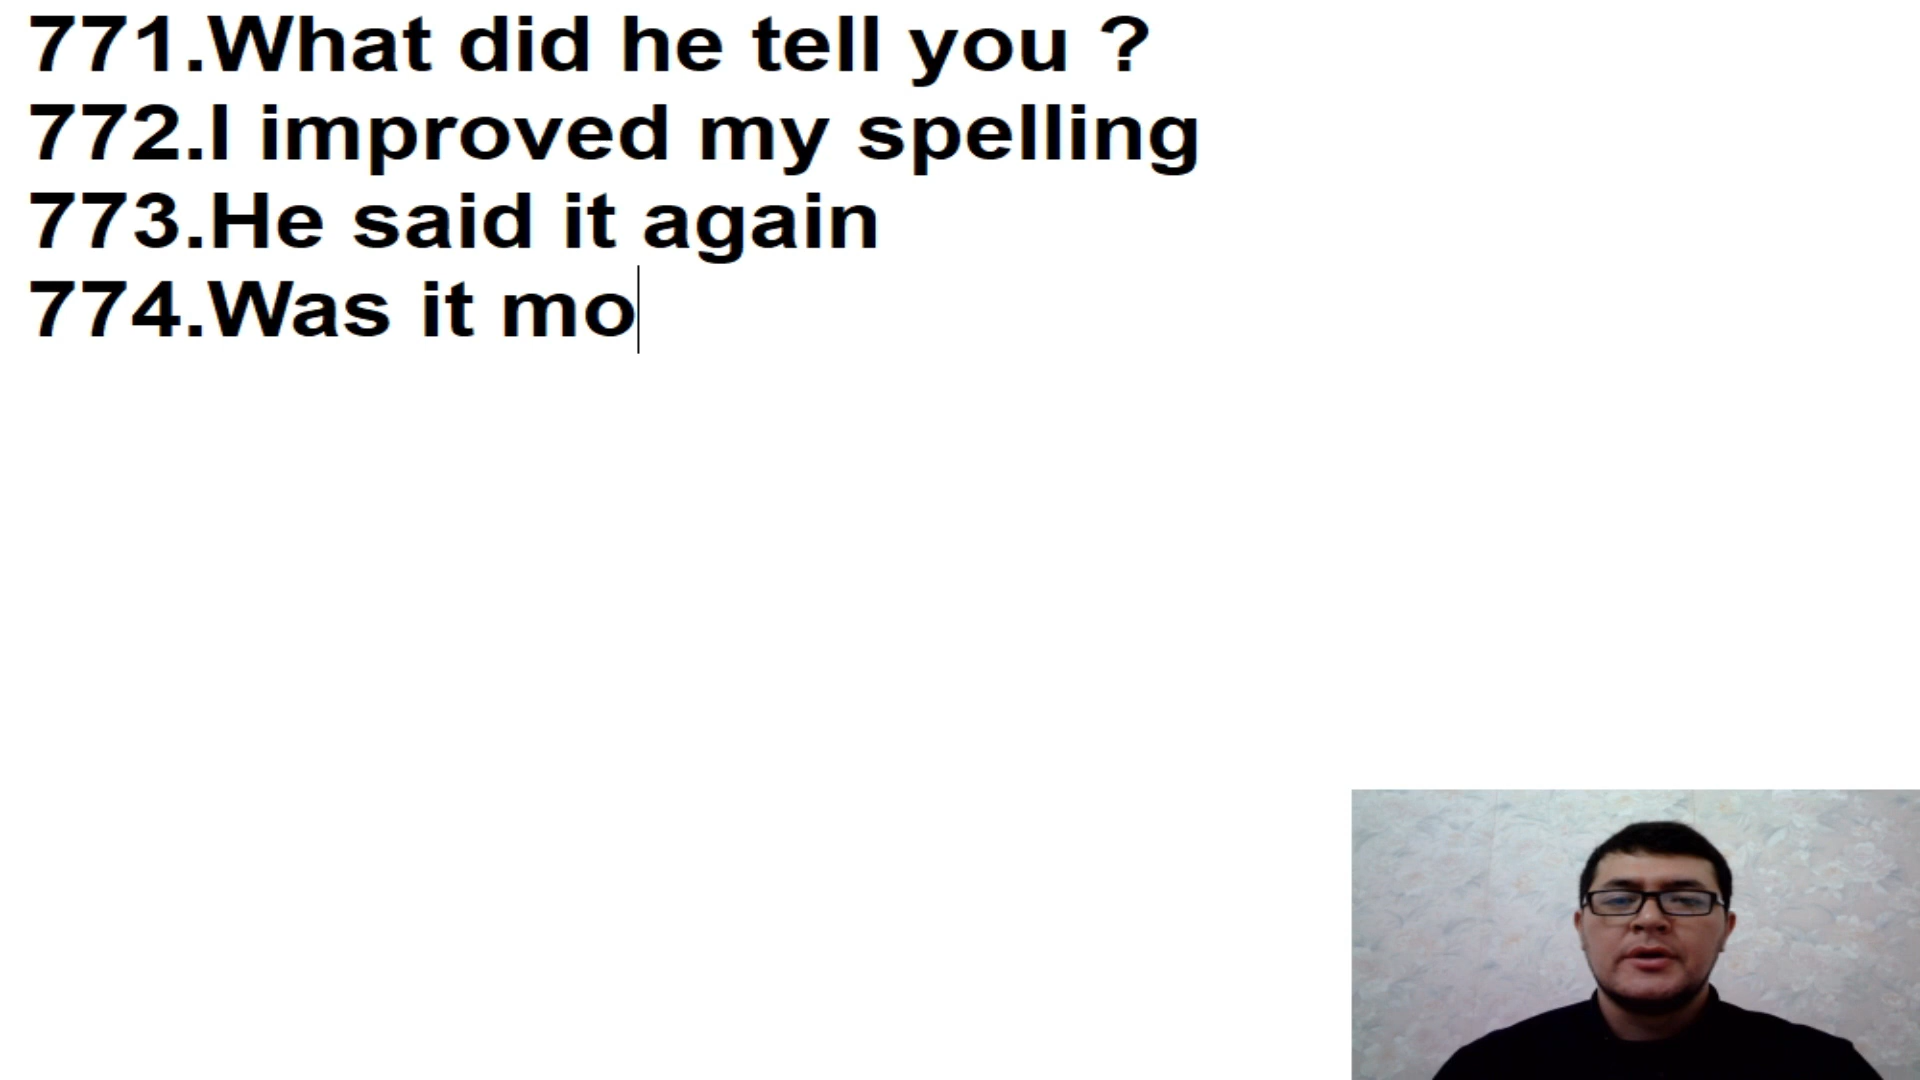 771.What did he tell you ?
772.I improved my spelling
773.He said it again
774.Was it mo